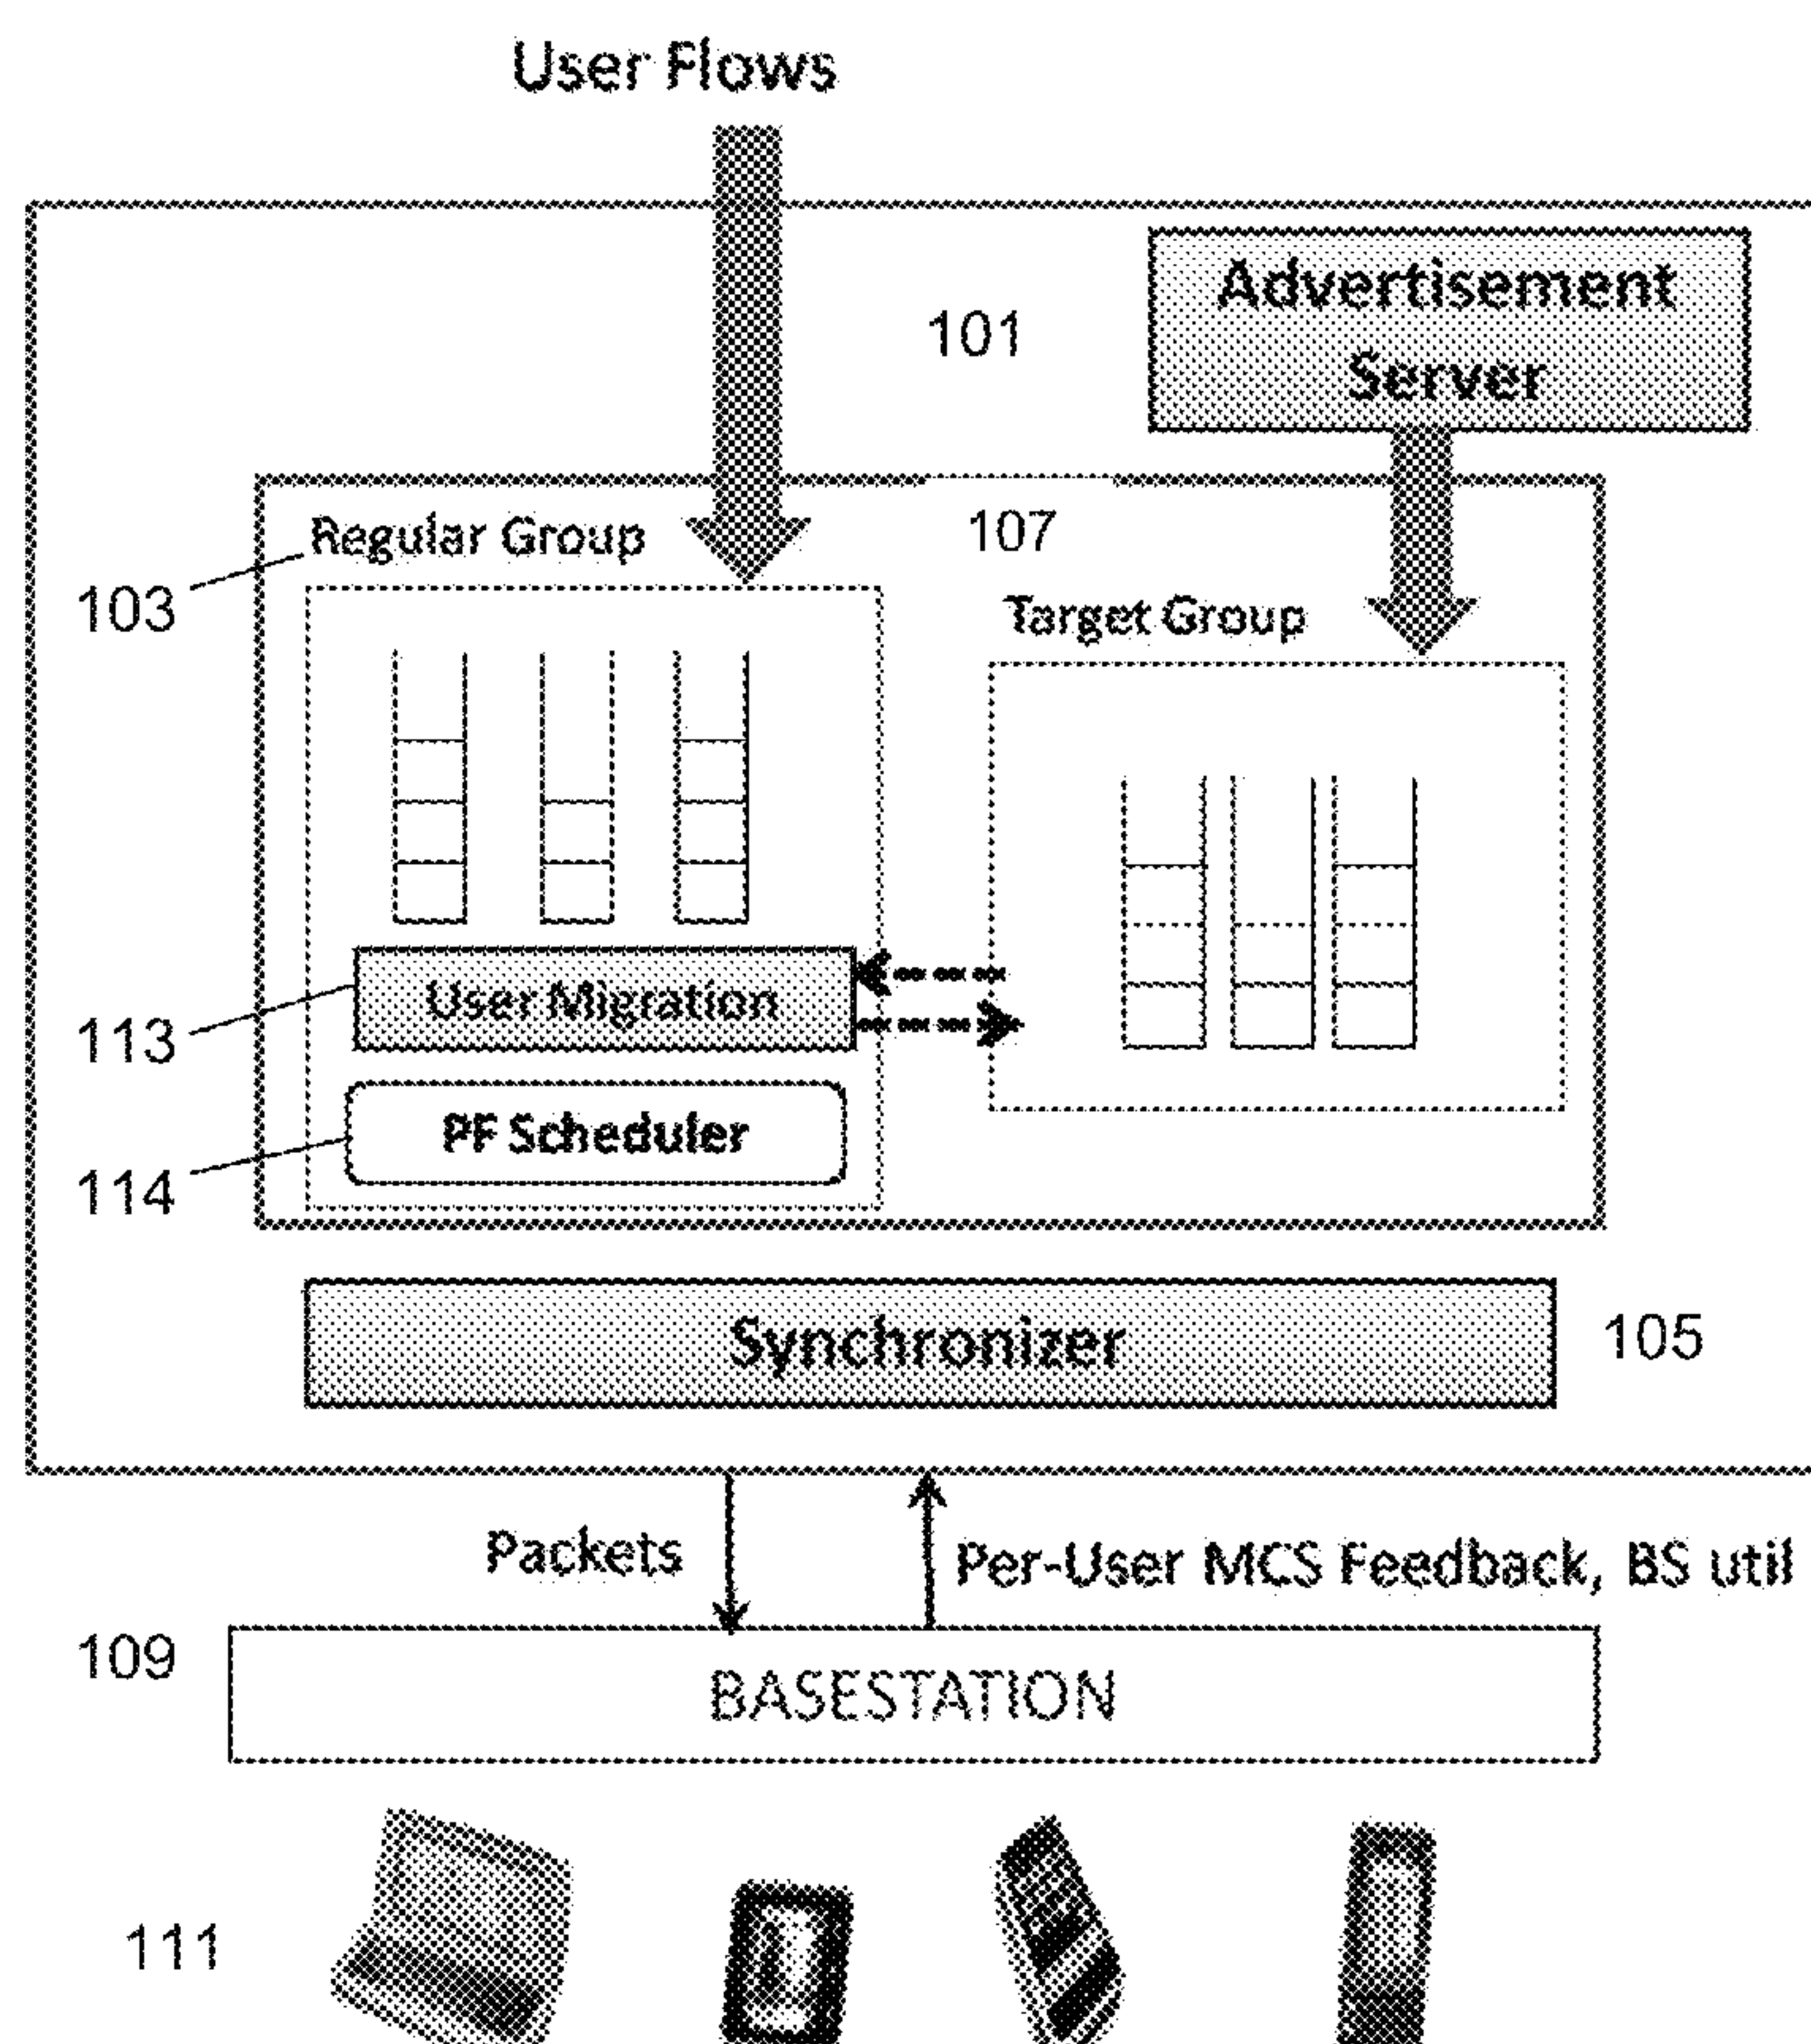 User Flows
Advertisement
Server
101
Regular Group
107
103
Target Group
User Migration
113
PF Scheduler
114
Synchronizer
105
Packets
Per-User MCS Feedback, BS util
109
BASESTATION
111